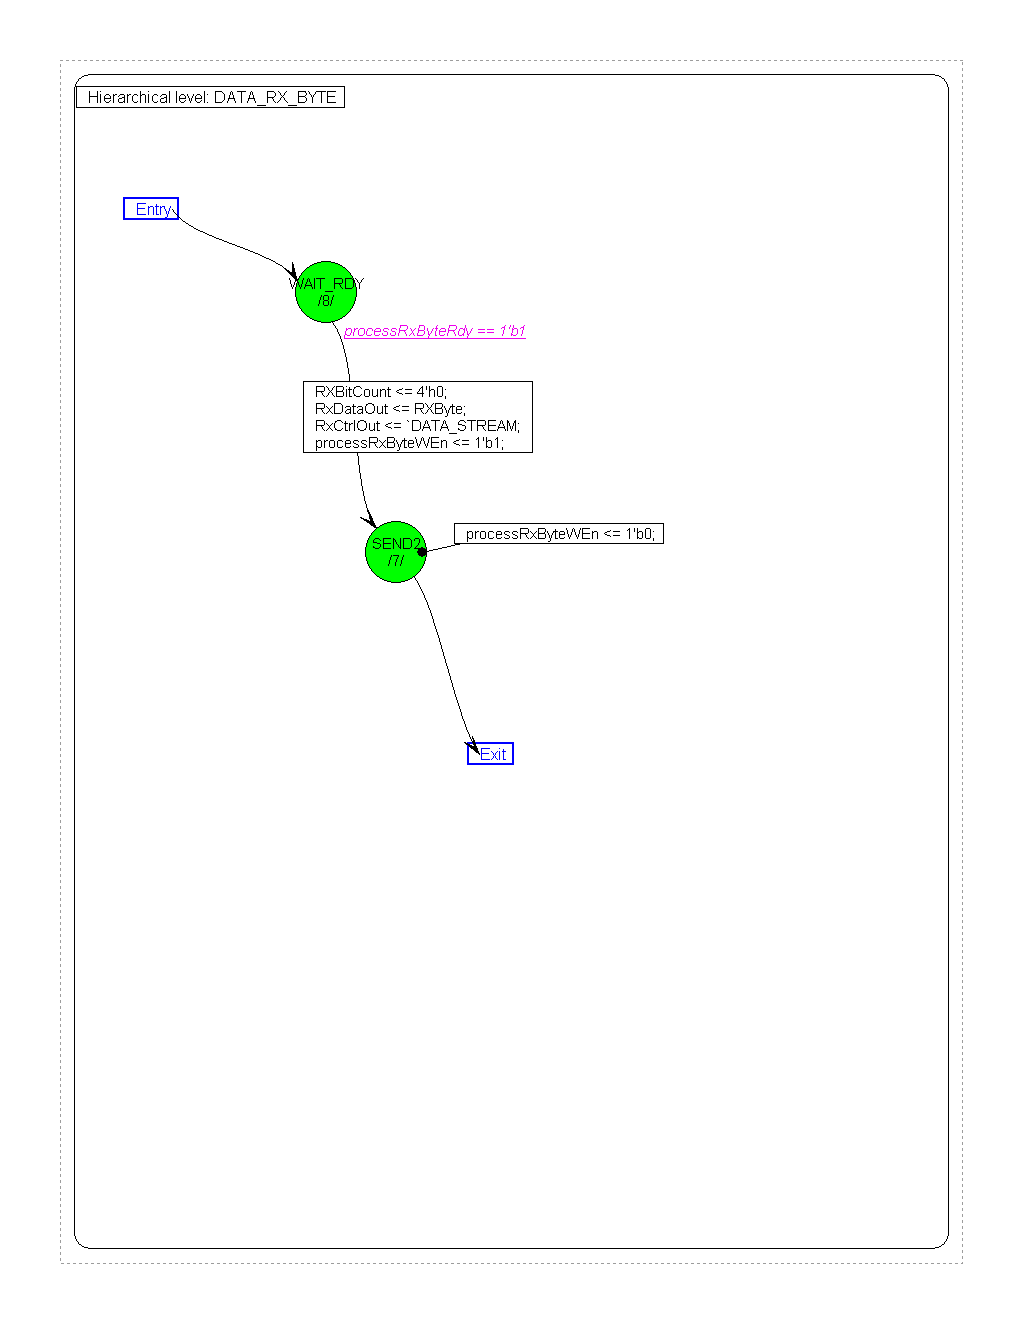 Hierarchical level: DATA_RX_BYTE
Entry
WAIT_RDY
/8/
processRxByteRdy == 1'b1
RXBitCount <= 4'h0;
RxDataOut <= RXByte;
RxCtrlOut <= `DATA_STREAM;
processRxByteWEn <= 1'b1;
SEND2
/7/
processRxByteWEn <= 1'b0;
Exit